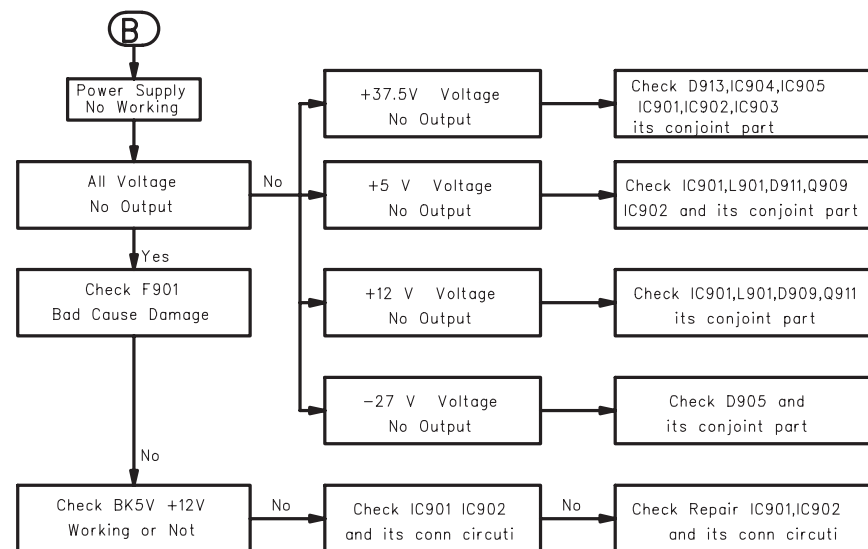 B
Power Supply
No Working
All Voltage
No Output
No
Yes
Check F901
Bad Cause Damage
No
Check BK5V +12V
Working or Not
No
+37.5V Voltage
No Output
Check D913,IC904,IC905
IC901,IC902,IC903
its conjoint part
+5 V Voltage
No Output
Check IC901,L901,D911,Q909
IC902 and its conjoint part
+12 V Voltage
No Output
Check IC901,L901,D909,Q911
its conjoint part
-27 V Voltage
No Output
Check D905 and
its conjoint part
Check IC901 IC902
and its conn circuti
No
Check Repair IC901,IC902
and its conn circuti